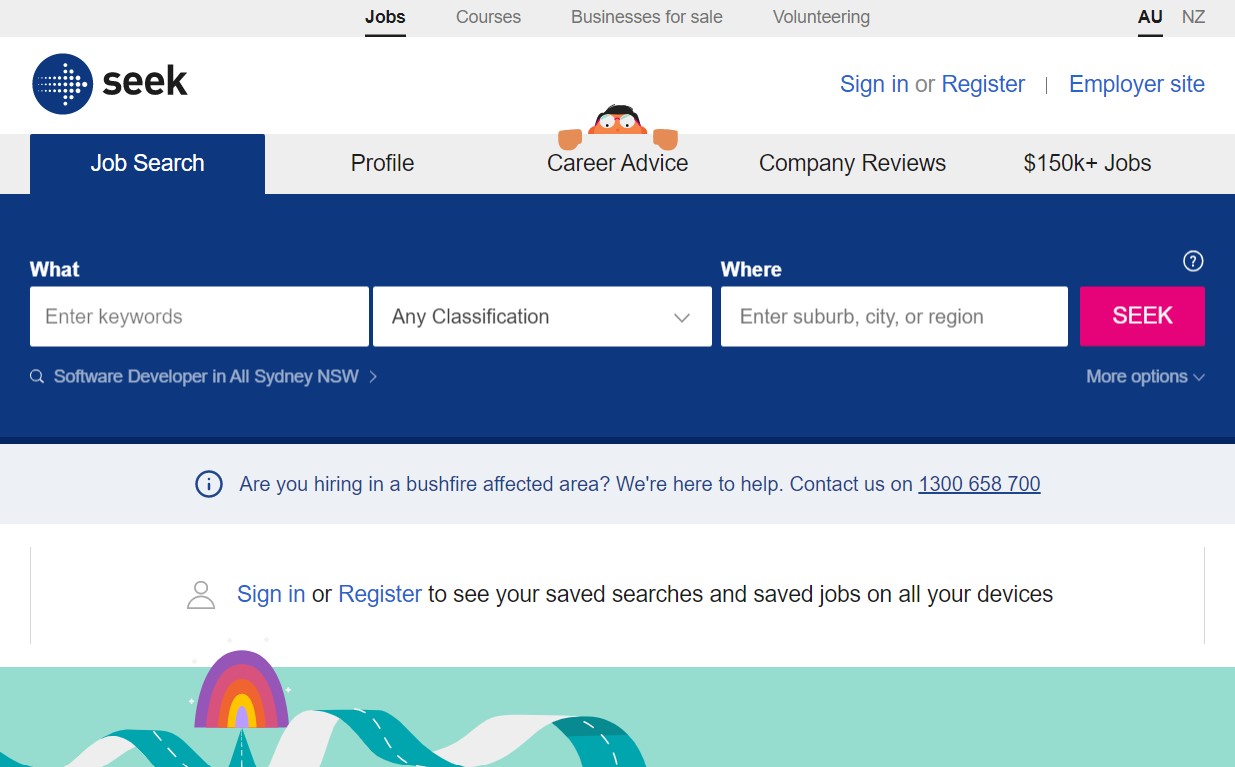 Jobs Courses Businesses for sale Volunteering AU NZ
seek
Sign in or Register | Employer site
Job Search Profile Career Advice Company Reviews $150k+ Jobs
What Where ?
Enter keywords Any Classification Enter suburb, city, or region SEEK
Software Developer in All Sydney NSW More options
Are you hiring in a bushfire affected area? We're here to help. Contact us on 1300 658 700
Sign in or Register to see your saved searches and saved jobs on all your devices